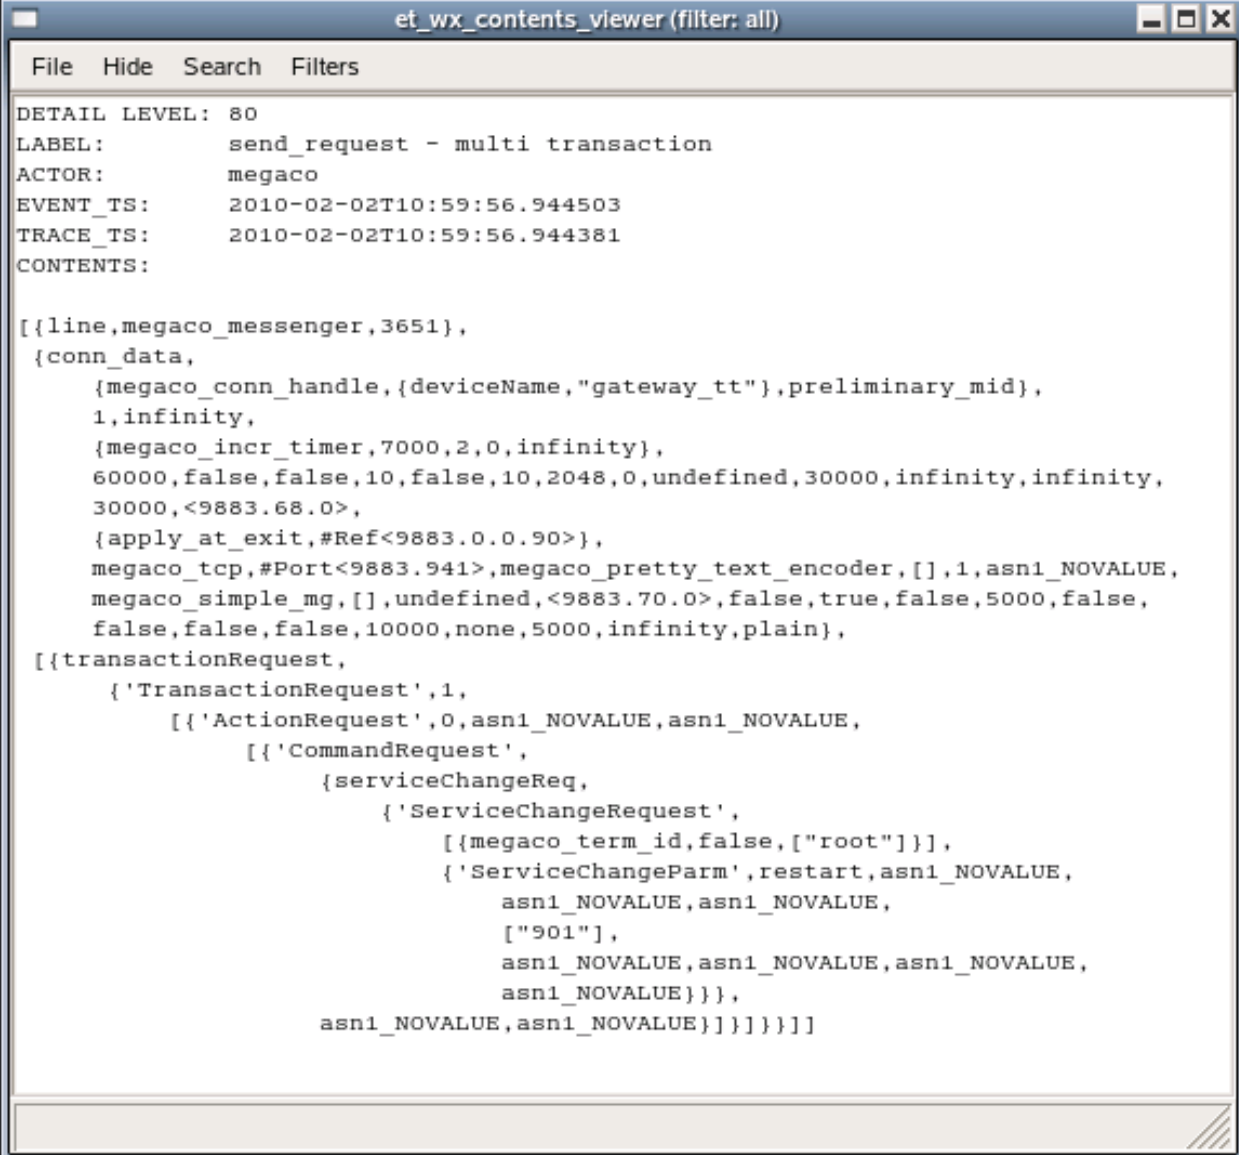 et_wx_contents_viewer (filter: all)
File Hide Search Filters
DETAIL LEVEL: 80
LABEL: send_request - multi transaction
ACTOR: megaco
EVENT_TS: 2010-02-02T10:59:56.944503
TRACE_TS: 2010-02-02T10:59:56.944381
CONTENTS:
[{line,megaco_messenger,3651},
{conn_data,
{megaco_conn_handle,{deviceName,"gateway_tt"},preliminary_mid},
1,infinity,
{megaco_incr_timer,7000,2,0,infinity},
60000,false,false,10,false,10,2048,0,undefined,30000,infinity,infinity,
30000,<9883.68.0>,
{apply_at_exit,#Ref<9883.0.0.90>},
megaco_tcp,#Port<9883.941>,megaco_pretty_text_encoder,[],1,asn1_NOVALUE,
megaco_simple_mg,[],undefined,<9883.70.0>,false,true,false,5000,false,
false,false,false,10000,none,5000,infinity,plain},
[{transactionRequest,
{'TransactionRequest',1,
[{'ActionRequest',0,asn1_NOVALUE,asn1_NOVALUE,
[{'CommandRequest',
{serviceChangeReq,
{'ServiceChangeRequest',
[{megaco_term_id,false,["root"]}],
{'ServiceChangeParm',restart,asn1_NOVALUE,
asn1_NOVALUE,asn1_NOVALUE,
["901"],
asn1_NOVALUE,asn1_NOVALUE,asn1_NOVALUE,
asn1_NOVALUE}}},
asn1_NOVALUE,asn1_NOVALUE}]}]}}]]